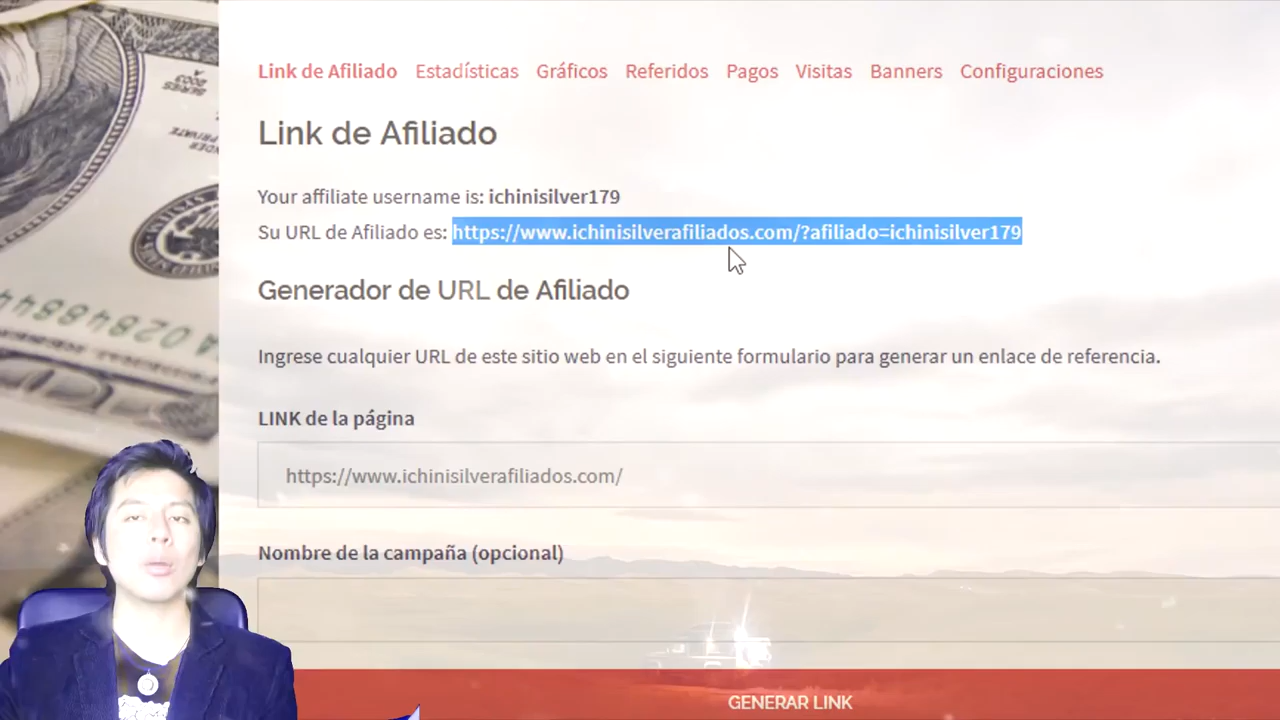 Link de Afiliado Estadísticas Gráficos Referidos Pagos Visitas Banners Configuraciones
Link de Afiliado
Your affiliate username is: ichinisilver179
Su URL de Afiliado es: https://www.ichinisilverafiliados.com/?afiliado=ichinisilver179
Generador de URL de Afiliado
Ingrese cualquier URL de este sitio web en el siguiente formulario para generar un enlace de referencia.
LINK de la página
https://www.ichinisilverafiliados.com/
Nombre de la campaña (opcional)
GENERAR LINK